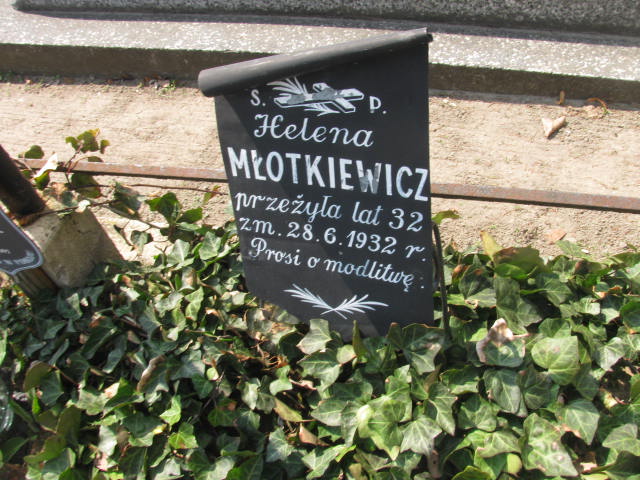 S. P.
Helena
MŁOTKIEWICZ
przeżyła lat 32
zm. 28.6.1932 r.
Prosi o modlitwę.